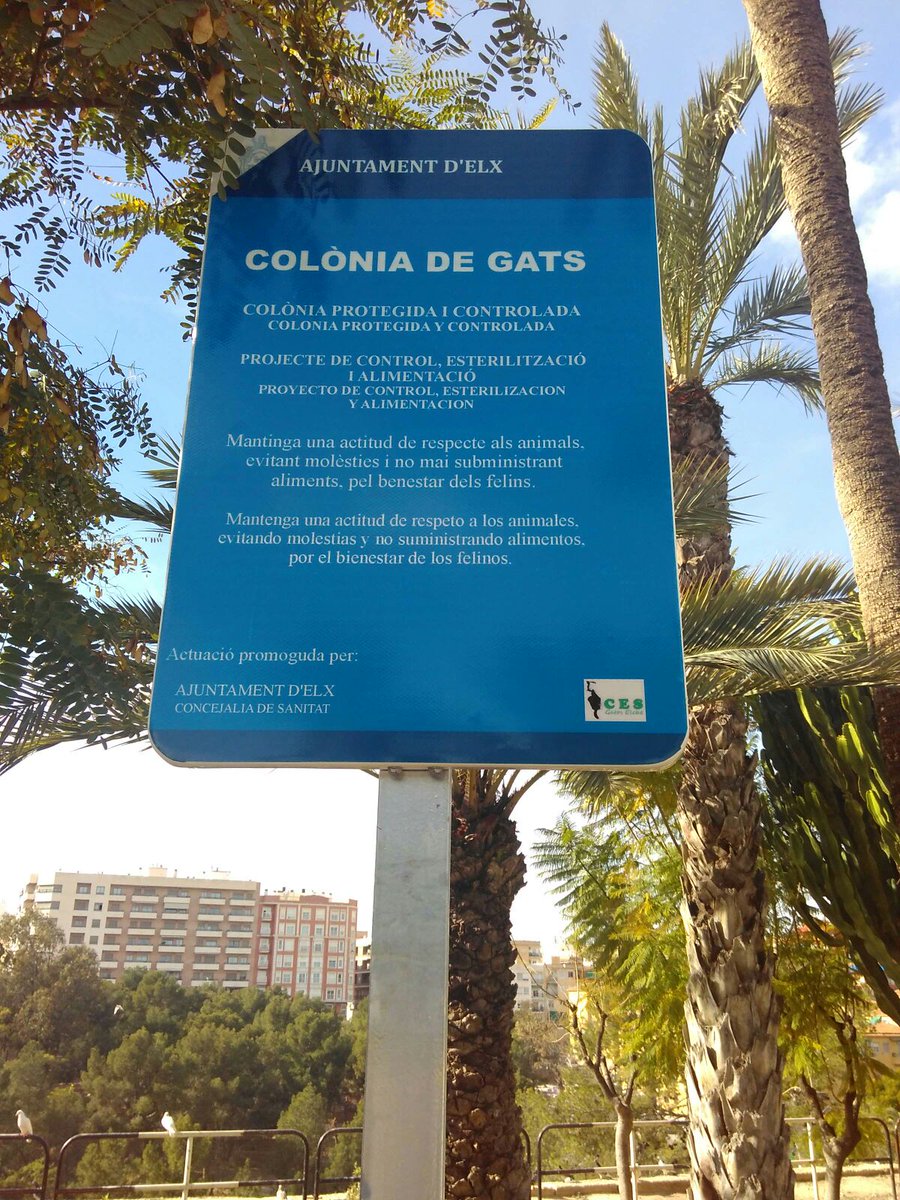 AJUNTAMENT D'ELX
COLÒNIA DE GATS
COLÒNIA PROTEGIDA I CONTROLADA
COLONIA PROTEGIDA Y CONTROLADA
PROJECTE DE CONTROL, ESTERILITZACIÓ
I ALIMENTACIÓ
PROYECTO DE CONTROL, ESTERILIZACION
Y ALIMENTACION
Mantinga una actitud de respecte als animals,
evitant molèsties i no mai subministrant
aliments, pel benestar dels felins.
Mantenga una actitud de respeto a los animales,
evitando molestias y no suministrando alimentos,
por el bienestar de los felinos.
Actuació promoguda per:
AJUNTAMENT D'ELX
CONCEJALIA DE SANITAT
CES